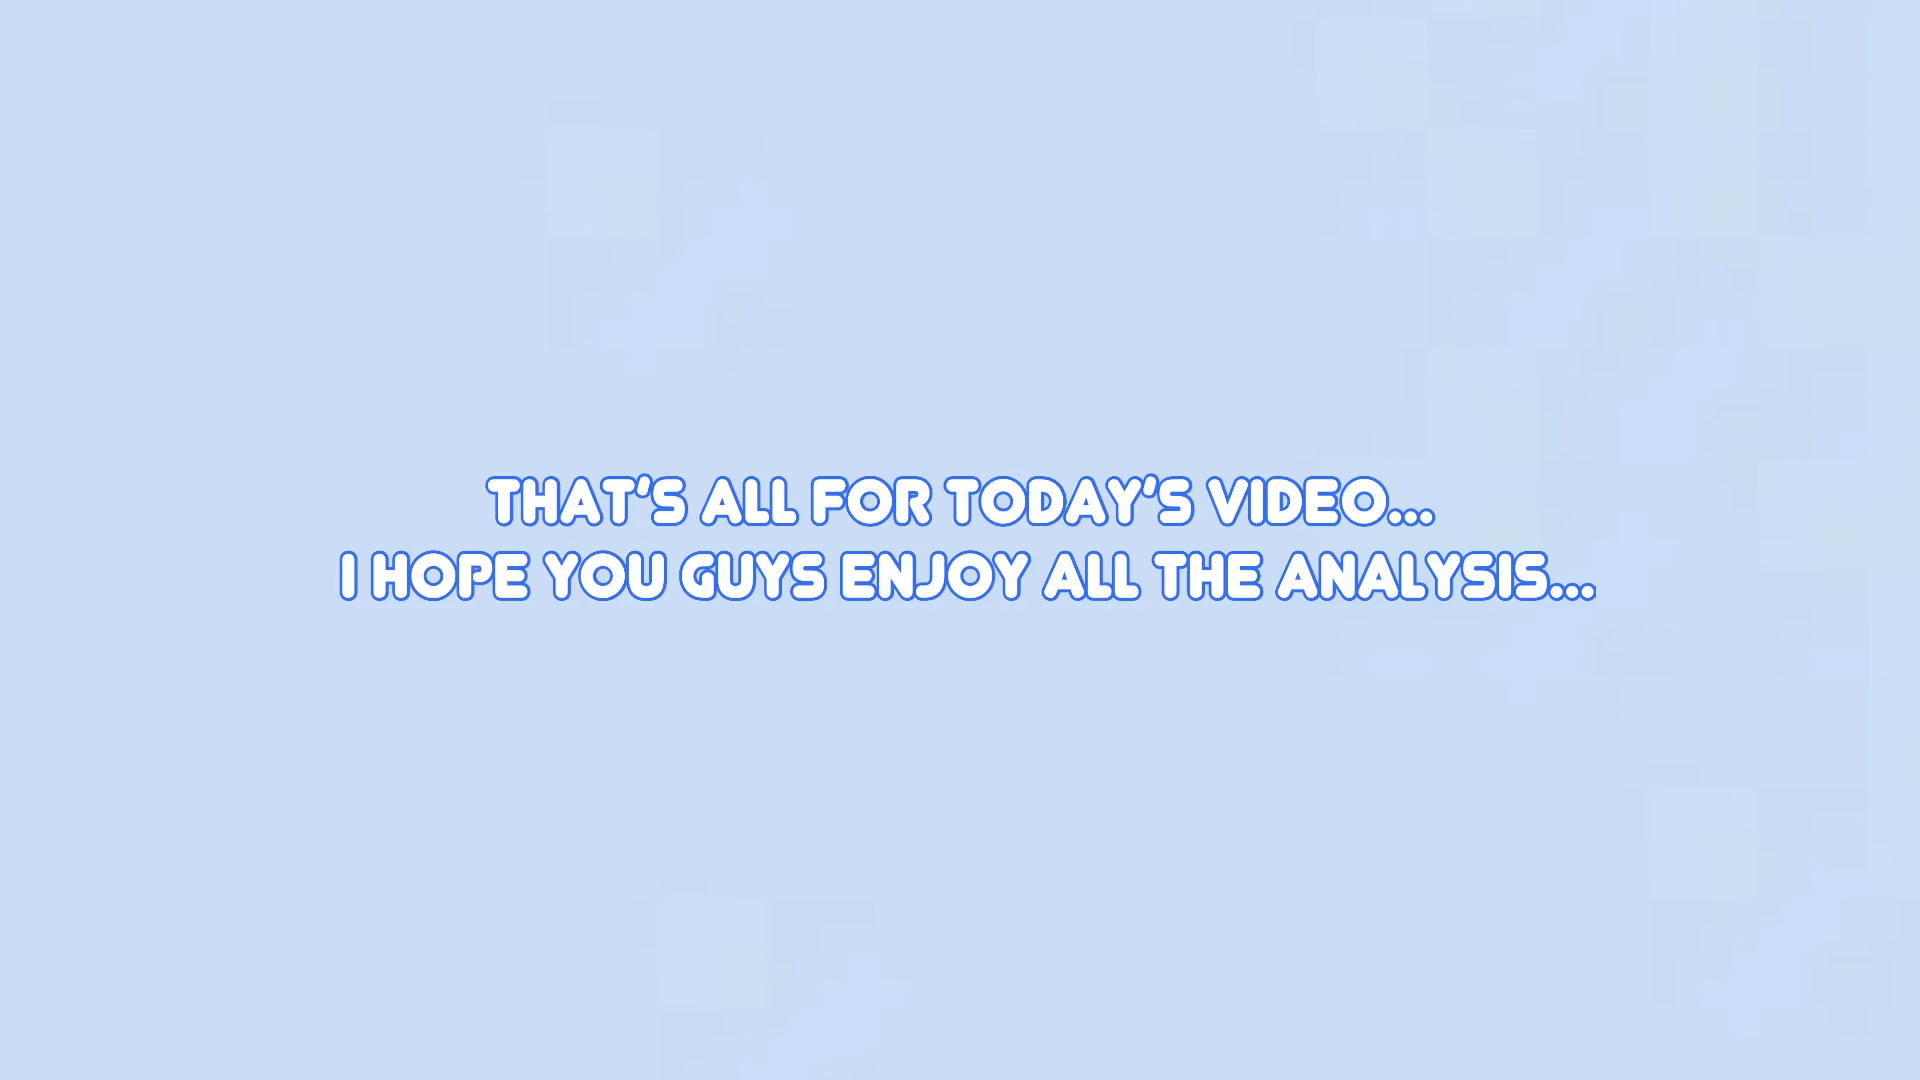 THAT'S ALL FOR TODAY'S VIDEO...
I HOPE YOU GUYS ENJOY ALL THE ANALYSIS...